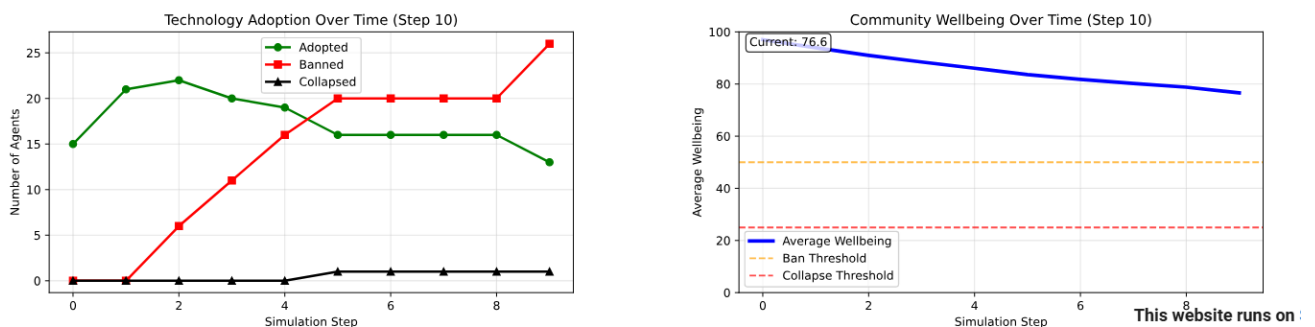 Technology Adoption Over Time (Step 10)
Adopted
Banned
Collapsed
25
20
15
10
5
0
Number of Agents
0 2 4 6 8
Simulation Step
Community Wellbeing Over Time (Step 10)
Current: 76.6
100
80
60
40
20
0
Average Wellbeing
Average Wellbeing
Ban Threshold
Collapse Threshold
0 2 4 6 8
Simulation Step
This website runs on